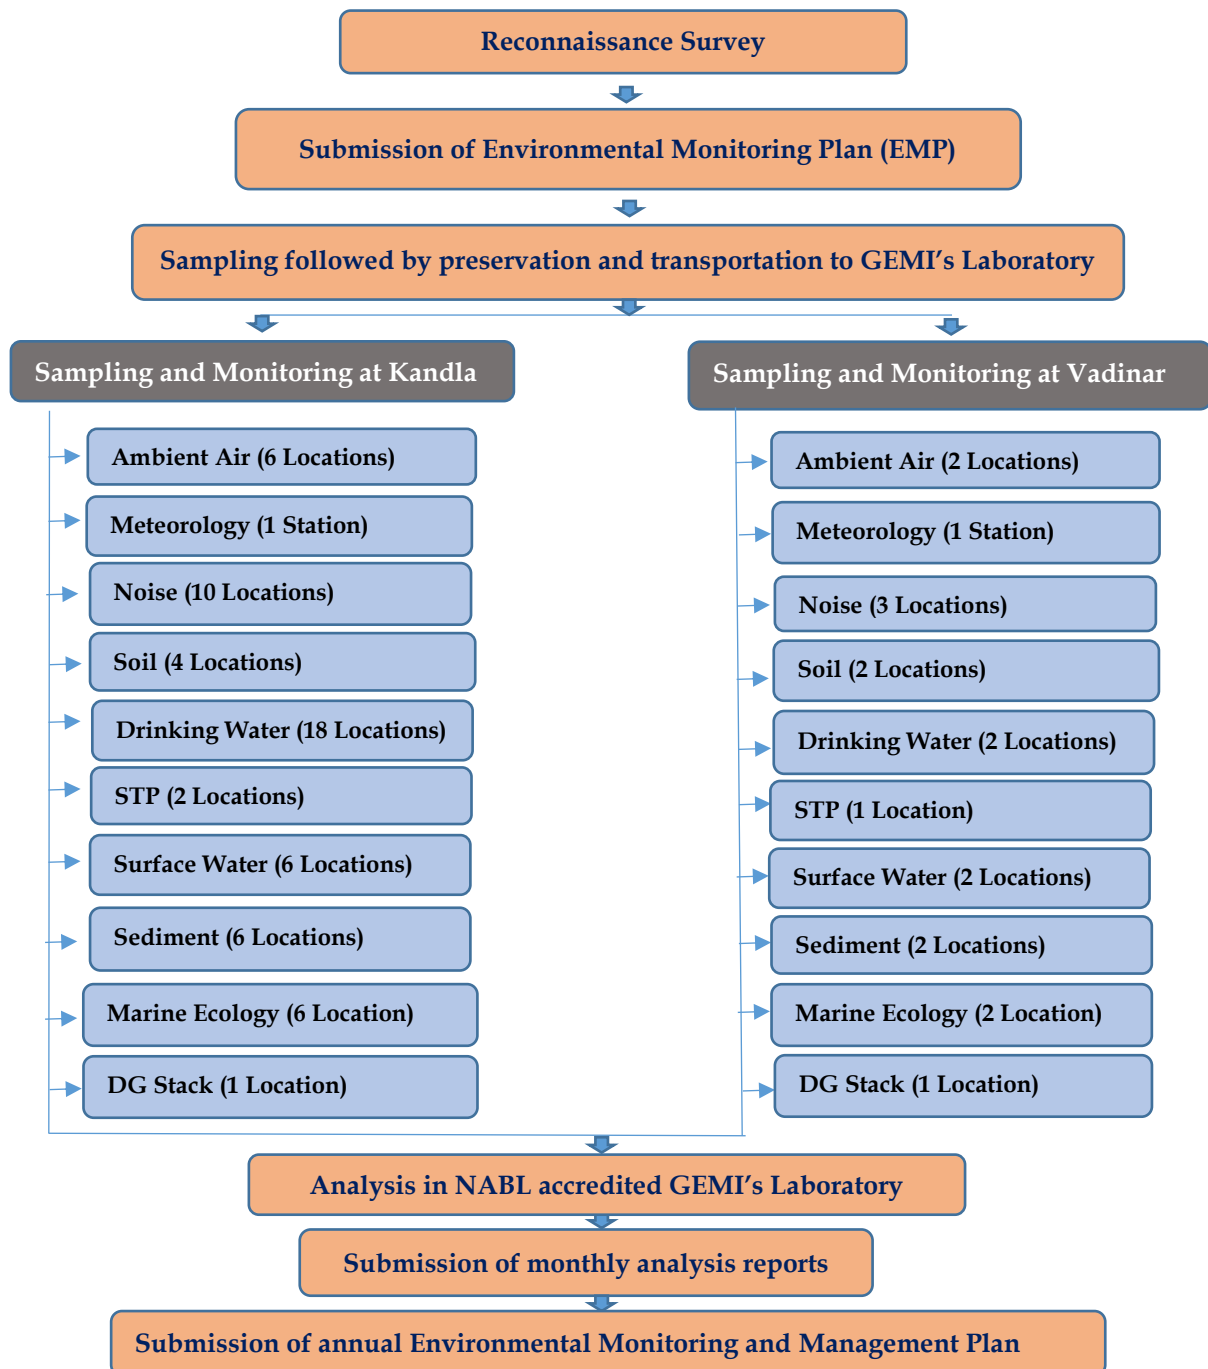 Reconnaissance Survey
Submission of Environmental Monitoring Plan (EMP)
Sampling followed by preservation and transportation to GEMI’s Laboratory
Sampling and Monitoring at Kandla
Ambient Air (6 Locations)
Meteorology (1 Station)
Noise (10 Locations)
Soil (4 Locations)
Drinking Water (18 Locations)
STP (2 Locations)
Surface Water (6 Locations)
Sediment (6 Locations)
Marine Ecology (6 Location)
DG Stack (1 Location)
Sampling and Monitoring at Vadinar
Ambient Air (2 Locations)
Meteorology (1 Station)
Noise (3 Locations)
Soil (2 Locations)
Drinking Water (2 Locations)
STP (1 Location)
Surface Water (2 Locations)
Sediment (2 Locations)
Marine Ecology (2 Location)
DG Stack (1 Location)
Analysis in NABL accredited GEMI’s Laboratory
Submission of monthly analysis reports
Submission of annual Environmental Monitoring and Management Plan